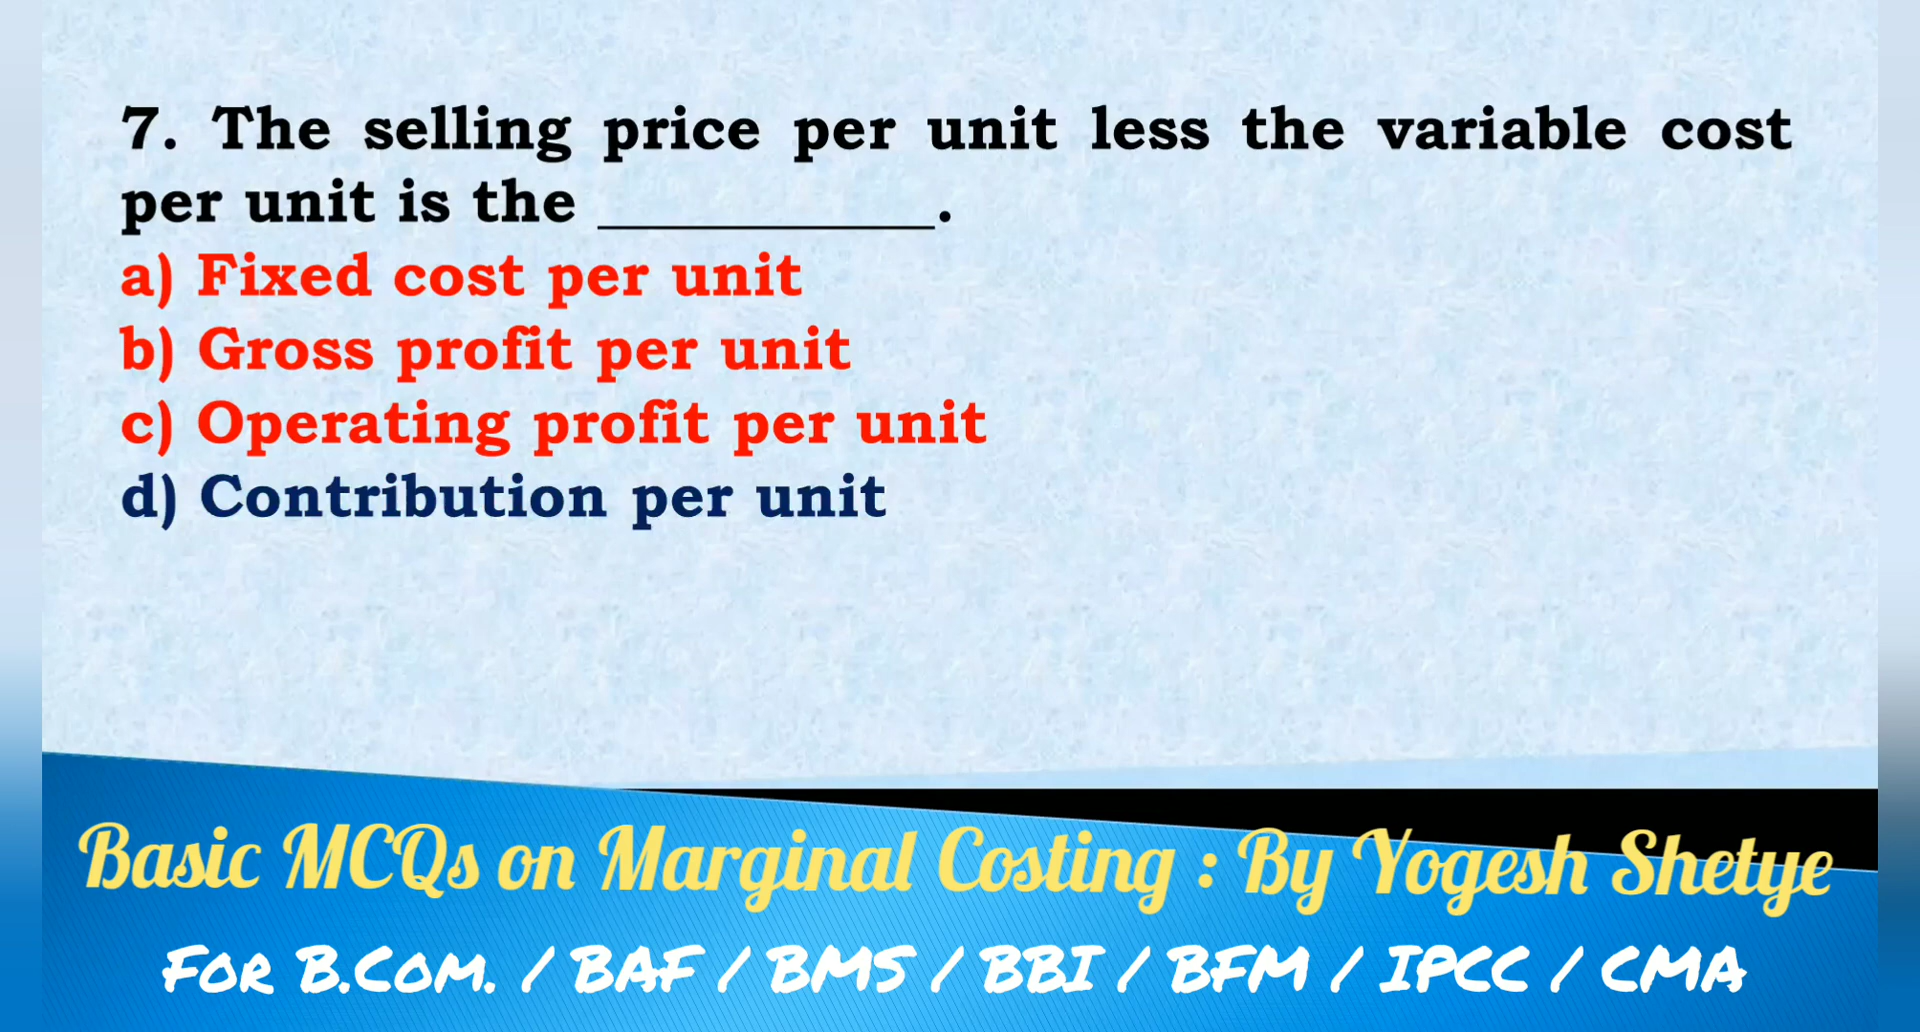 7. The selling price per unit less the variable cost
per unit is the ____________.
a) Fixed cost per unit
b) Gross profit per unit
c) Operating profit per unit
d) Contribution per unit
Basic MCQs on Marginal Costing : By Yogesh Shetye
For B.Com. / BAF / BMS / BBI / BFM / IPCC / CMA